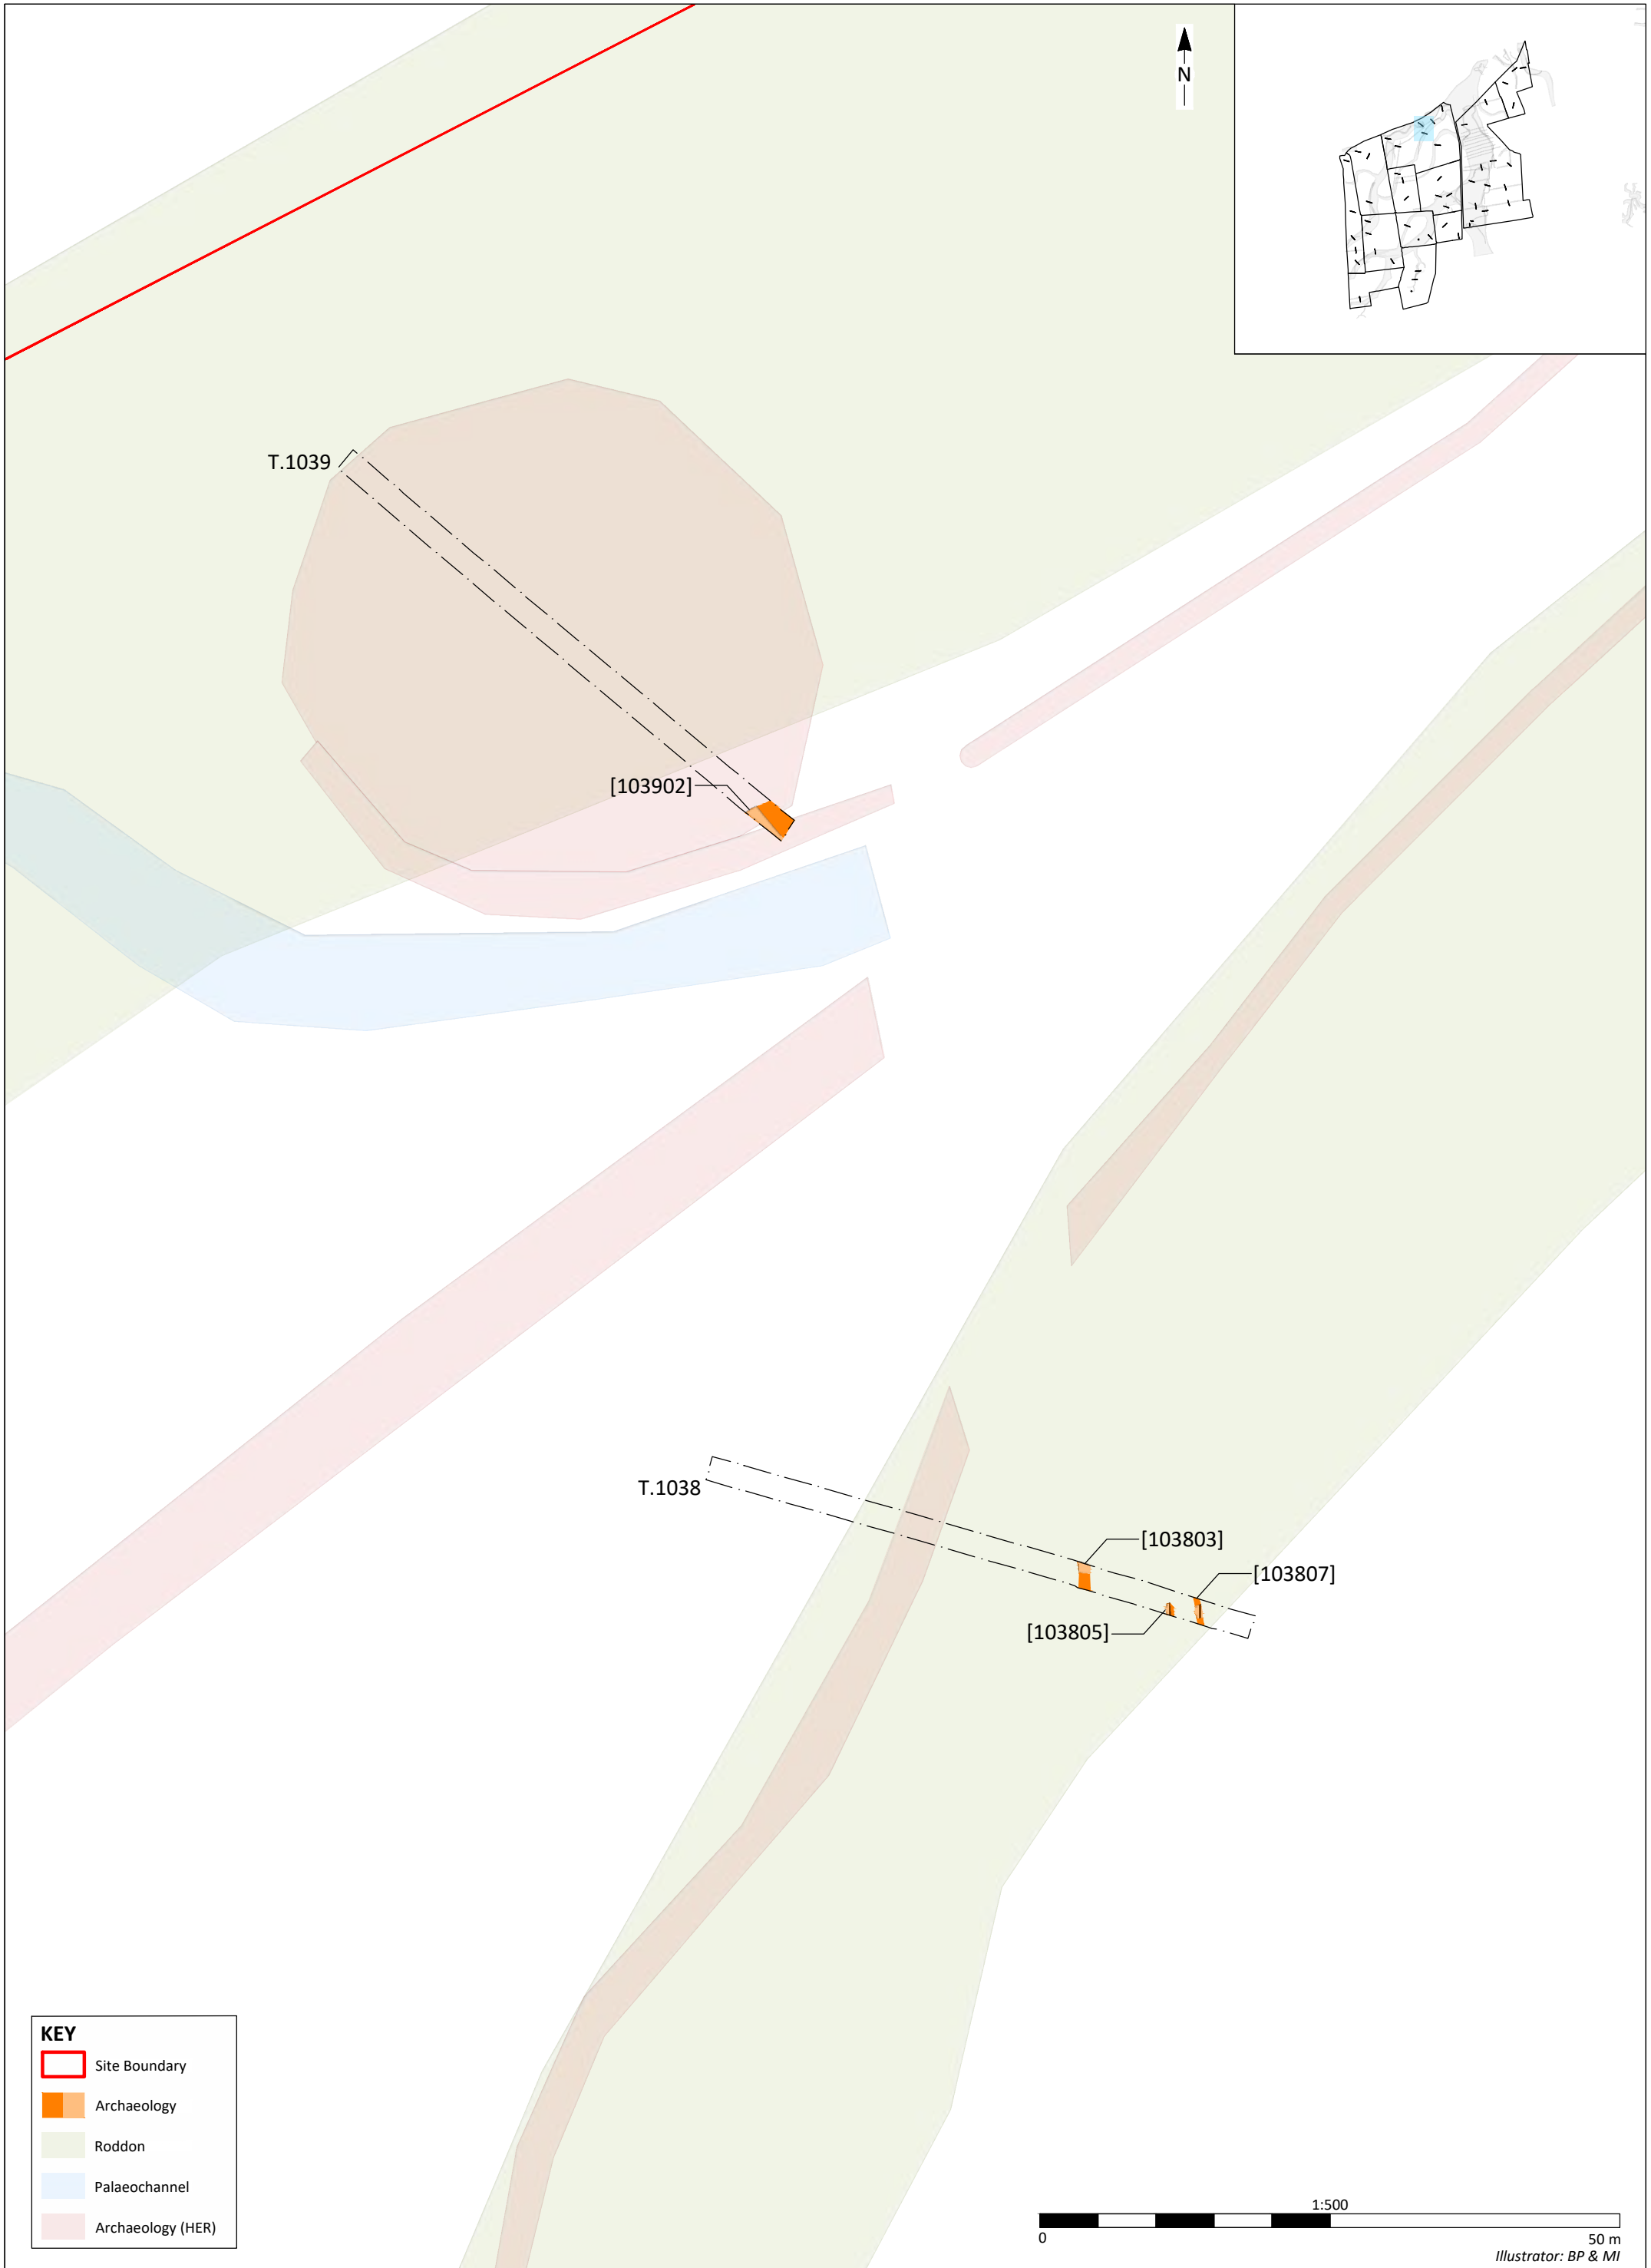 N
T.1039
[103902]
T.1038
[103803]
[103807]
[103805]
KEY
Site Boundary
Archaeology
Roddon
Palaeochannel
Archaeology (HER)
1:500
0
50 m
Illustrator: BP & MI